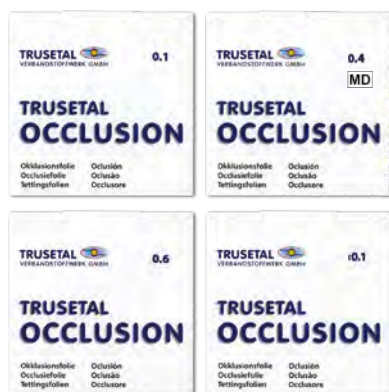 TRUSETAL 0.1
VERBANDSTOFFWERK GMBH
TRUSETAL
OCCLUSION
Okklusionsfolie Oclusión
Occlusiefolie Oclusão
Tettingsfolien Occlusore
TRUSETAL 0.4
VERBANDSTOFFWERK GMBH
MD
TRUSETAL
OCCLUSION
Okklusionsfolie Oclusión
Occlusiefolie Oclusão
Tettingsfolien Occlusore
TRUSETAL 0.6
VERBANDSTOFFWERK GMBH
TRUSETAL
OCCLUSION
Okklusionsfolie Oclusión
Occlusiefolie Oclusão
Tettingsfolien Occlusore
TRUSETAL <0.1
VERBANDSTOFFWERK GMBH
TRUSETAL
OCCLUSION
Okklusionsfolie Oclusión
Occlusiefolie Oclusão
Tettingsfolien Occlusore